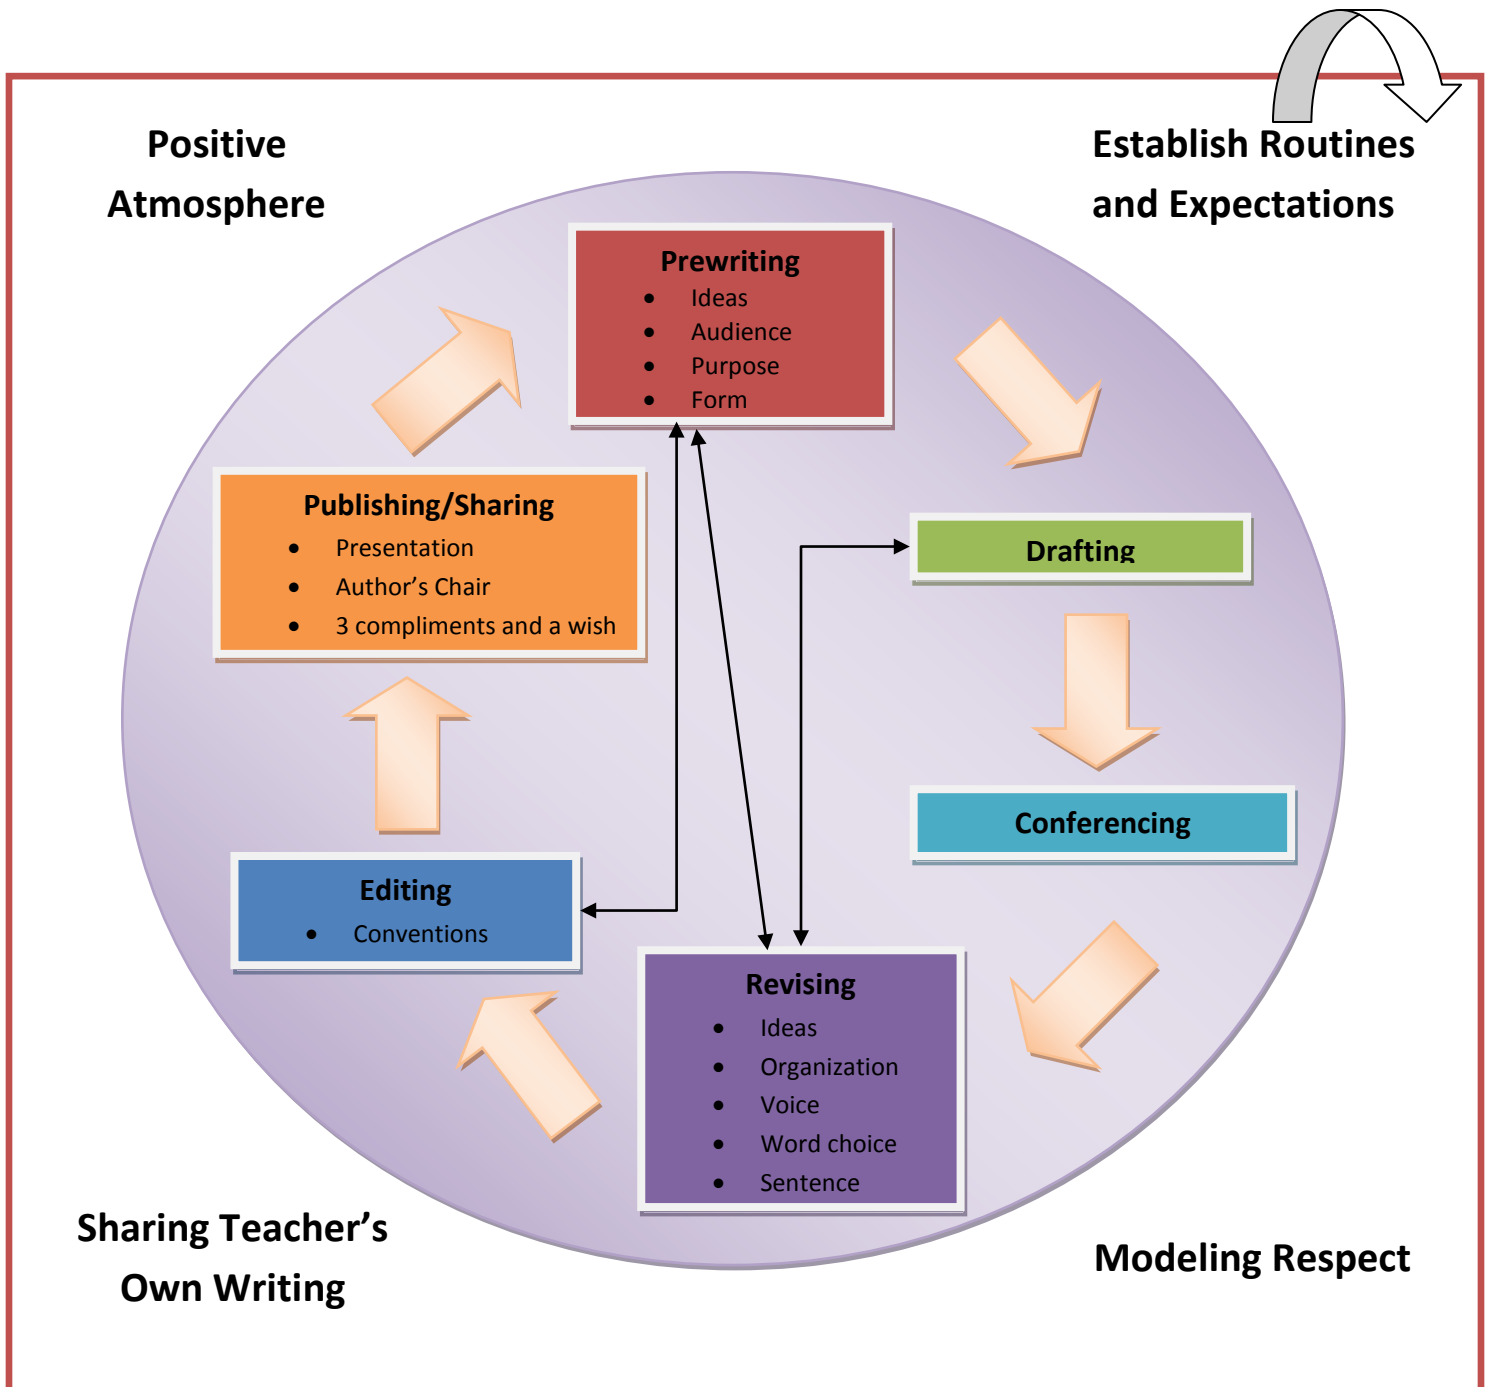 Positive
Atmosphere
Establish Routines
and Expectations
Prewriting
• Ideas
• Audience
• Purpose
• Form
Publishing/Sharing
• Presentation
• Author’s Chair
• 3 compliments and a wish
Drafting
Conferencing
Editing
• Conventions
Revising
• Ideas
• Organization
• Voice
• Word choice
• Sentence
Sharing Teacher’s
Own Writing
Modeling Respect